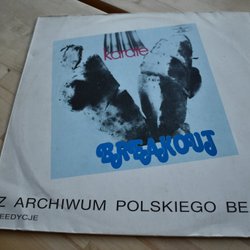 karate
BREAKOUT
Z ARCHIWUM POLSKIEGO BE
EEDYCJE